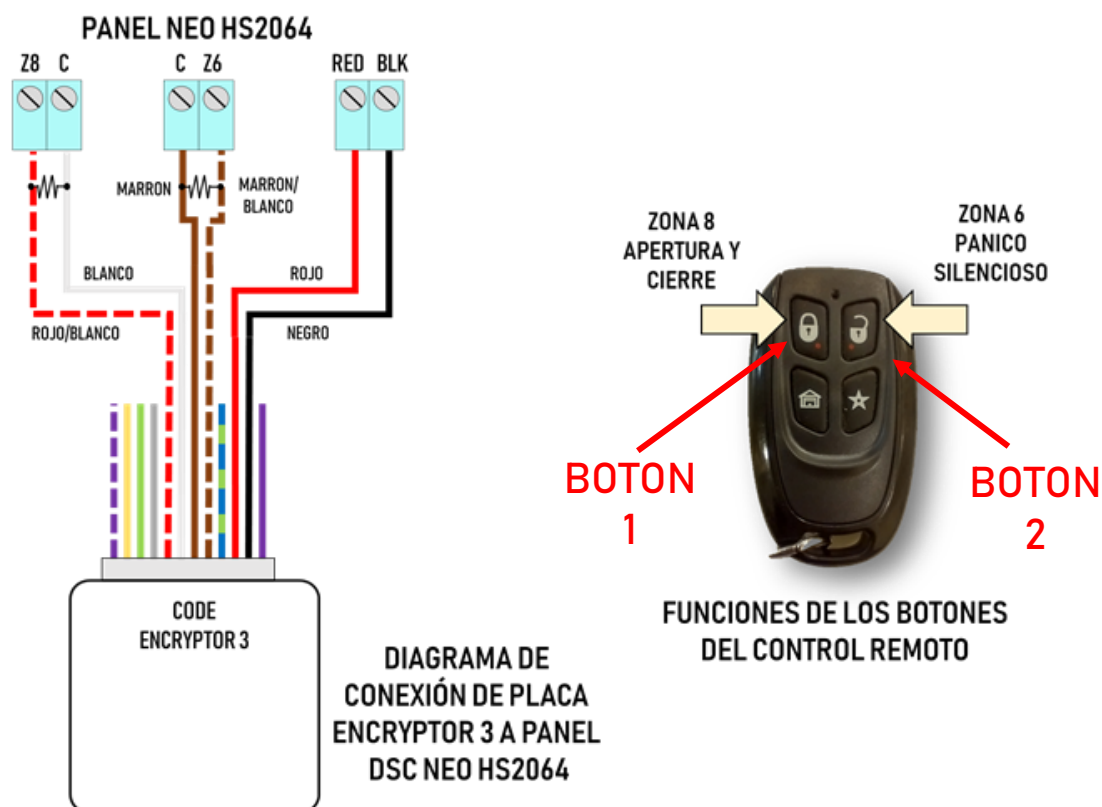 PANEL NEO HS2064
Z8 C
C Z6
RED BLK
MARRON
MARRON/
BLANCO
BLANCO
ROJO
ROJO/BLANCO
NEGRO
CODE
ENCRYPTOR 3
DIAGRAMA DE
CONEXIÓN DE PLACA
ENCRYPTOR 3 A PANEL
DSC NEO HS2064
ZONA 8
APERTURA Y
CIERRE
ZONA 6
PANICO
SILENCIOSO
BOTON
1
BOTON
2
FUNCIONES DE LOS BOTONES
DEL CONTROL REMOTO